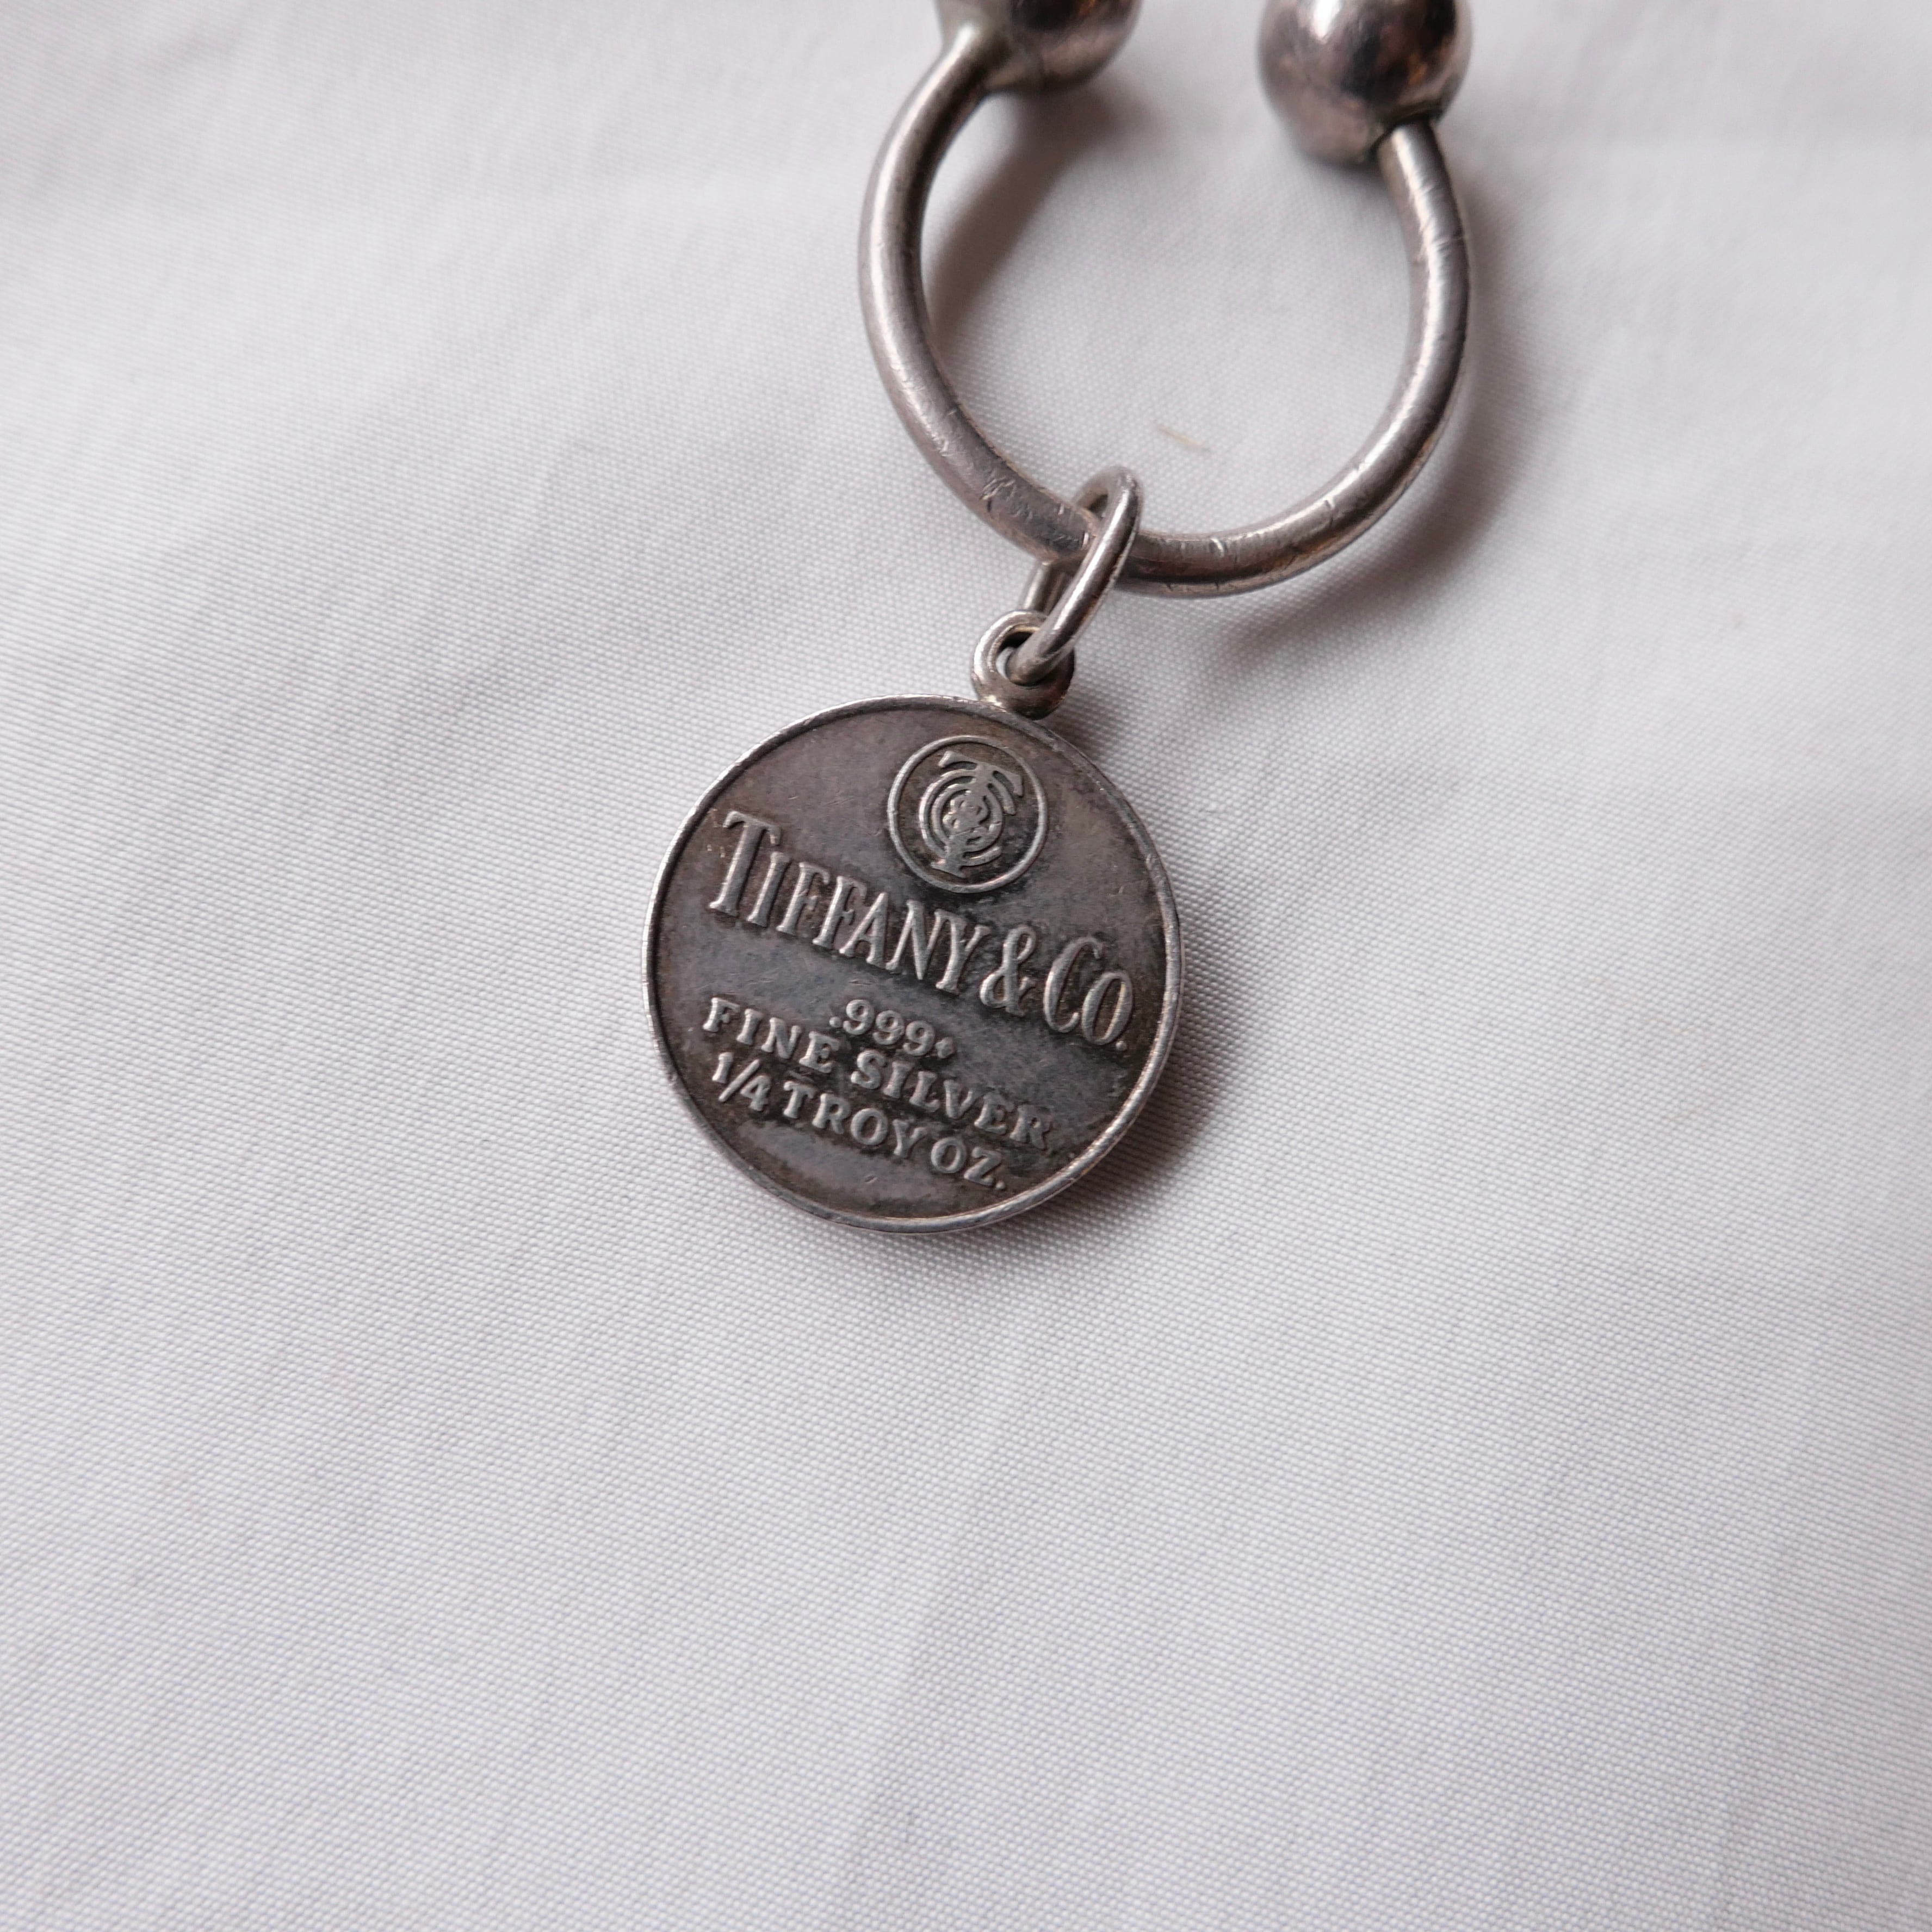 TIFFANY & CO.
.999+
FINE SILVER
1/4 TROY OZ.